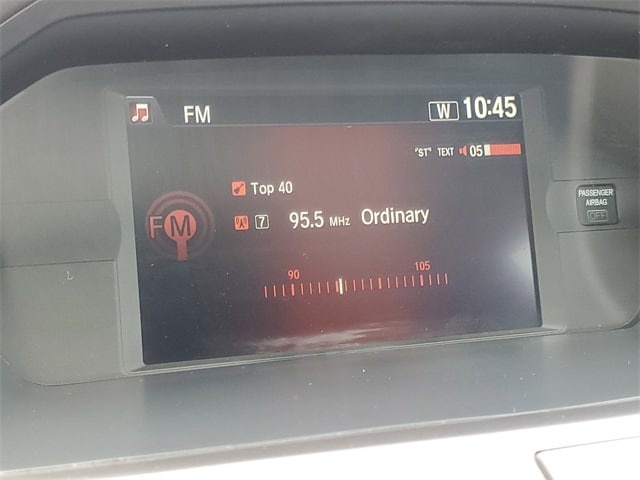 FM
W 10:45
"ST" TEXT 05
Top 40
FM
7 95.5 MHz Ordinary
90 105
PASSENGER
AIRBAG
OFF